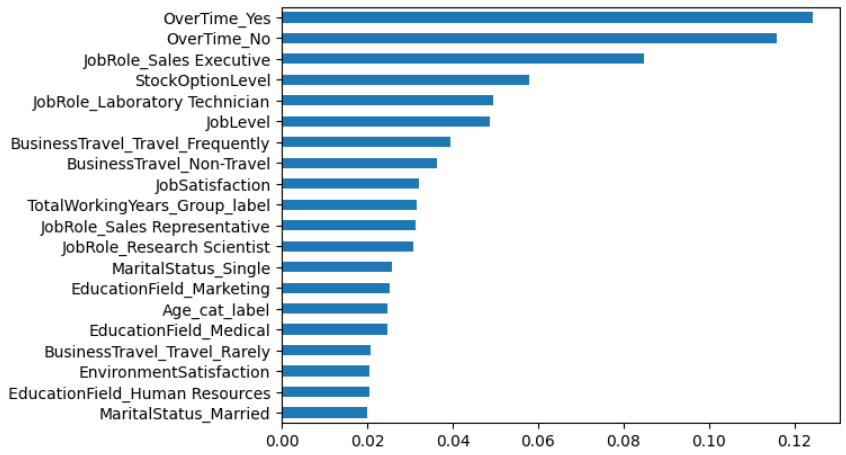 OverTime_Yes
OverTime_No
JobRole_Sales Executive
StockOptionLevel
JobRole_Laboratory Technician
JobLevel
BusinessTravel_Travel_Frequently
BusinessTravel_Non-Travel
JobSatisfaction
TotalWorkingYears_Group_label
JobRole_Sales Representative
JobRole_Research Scientist
MaritalStatus_Single
EducationField_Marketing
Age_cat_label
EducationField_Medical
BusinessTravel_Travel_Rarely
EnvironmentSatisfaction
EducationField_Human Resources
MaritalStatus_Married
0.00 0.02 0.04 0.06 0.08 0.10 0.12